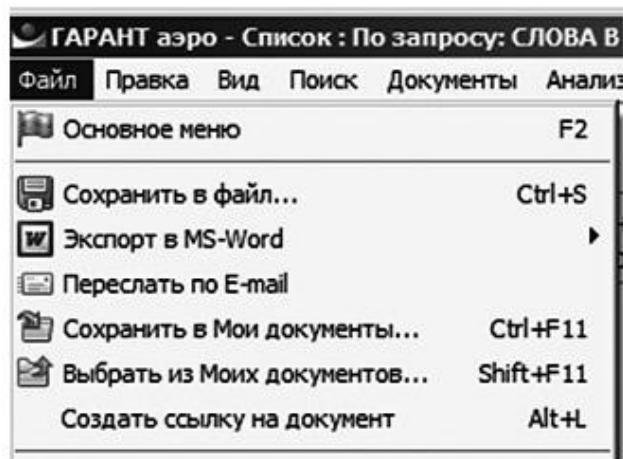 ГАРАНТ аэро - Список : По запросу: СЛОВА В
Файл Правка Вид Поиск Документы Анализ
Основное меню F2
Сохранить в файл... Ctrl+S
W Экспорт в MS-Word
Переслать по E-mail
Сохранить в Мои документы... Ctrl+F11
Выбрать из Моих документов... Shift+F11
Создать ссылку на документ Alt+L